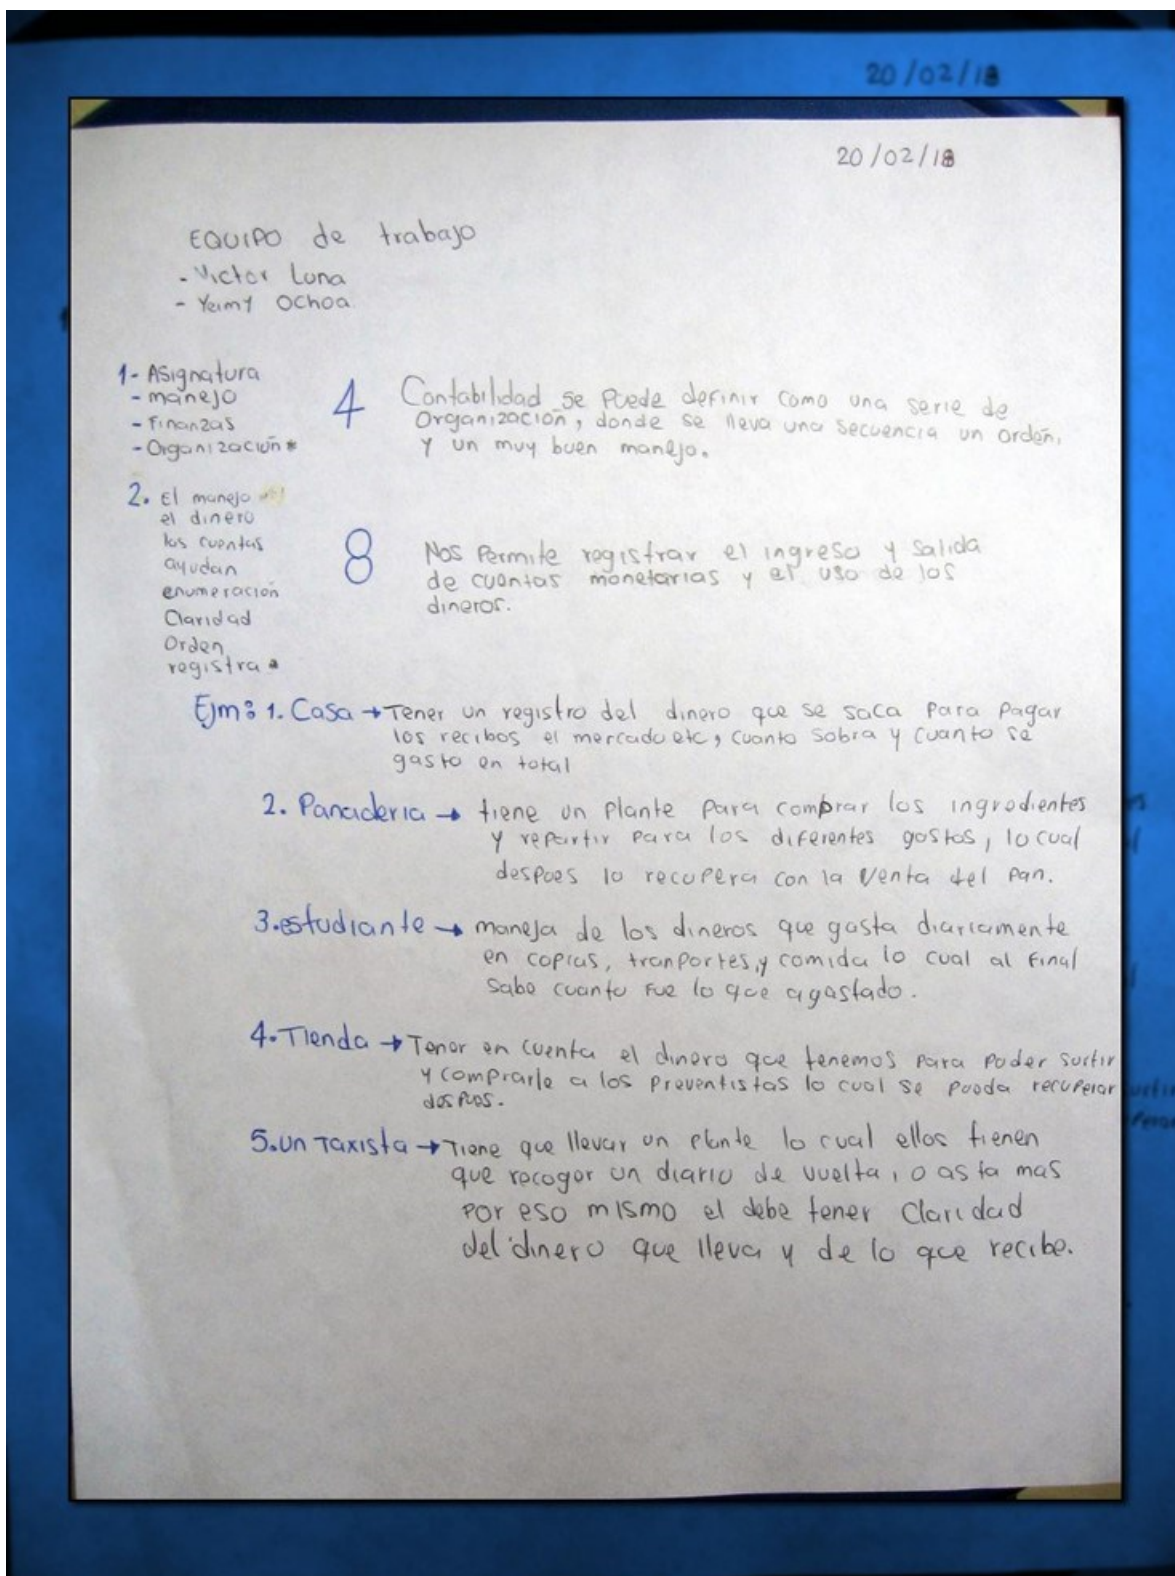 20/02/18
20/02/18
EQUIPO de trabajo
- Victor Luna
- Yeimy Ochoa
1- Asignatura
- manejo
- finanzas
- Organización *
4 Contabilidad se Puede definir como una serie de
Organización, donde se lleva una secuencia un orden,
y un muy buen manejo.
2. El manejo
el dinero
las cuentas
ayudan
enumeración
Claridad
Orden
registra
8 Nos Permite registrar el ingreso y salida
de cuentas monetarias y el uso de los
dineros.
Ejm: 1. Casa → Tener un registro del dinero que se saca Para Pagar
los recibos el mercado etc, cuanto sobra y cuanto se
gasto en total
2. Panaderia → tiene un Plante Para comprar los ingredientes
y repartir Para los diferentes gastos, lo cual
despues lo recupera con la Venta del Pan.
3. estudiante → maneja de los dineros que gasta diariamente
en copias, tranportes, y comida lo cual al final
sabe cuanto fue lo que agastado.
4. Tienda → Tener en cuenta el dinero que tenemos Para Poder surtir
y comprarle a los Preventistas lo cual se pueda recuperar
despues.
5. Un Taxista → Tiene que llevar un plante lo cual ellos tienen
que recoger un diario de vuelta, o asta mas
Por eso mismo el debe tener Claridad
del dinero que lleva y de lo que recibe.